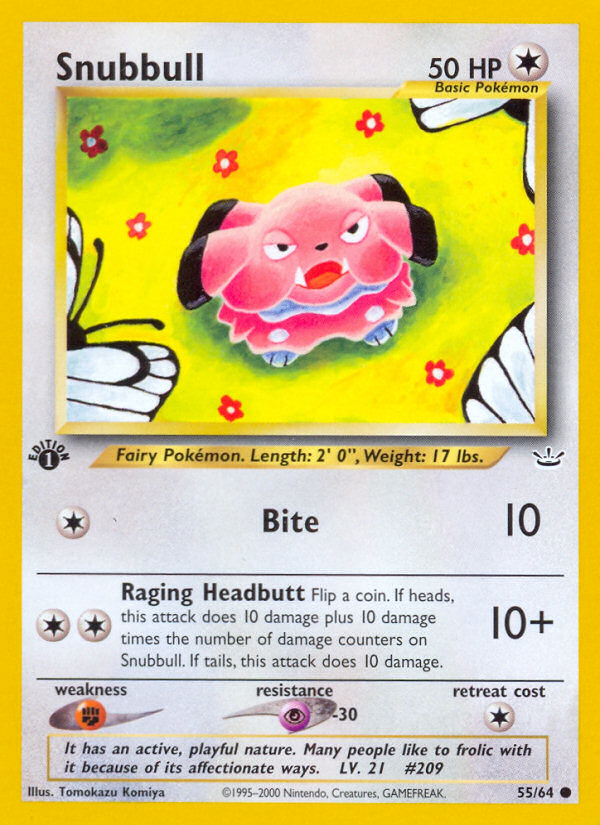 Snubbull
50 HP
Basic Pokémon
EDITION
1
Fairy Pokémon. Length: 2' 0", Weight: 17 lbs.
Bite 10
Raging Headbutt Flip a coin. If heads,
this attack does 10 damage plus 10 damage
times the number of damage counters on
Snubbull. If tails, this attack does 10 damage.
10+
weakness resistance retreat cost
-30
It has an active, playful nature. Many people like to frolic with
it because of its affectionate ways. LV. 21 #209
Illus. Tomokazu Komiya ©1995-2000 Nintendo, Creatures, GAMEFREAK. 55/64